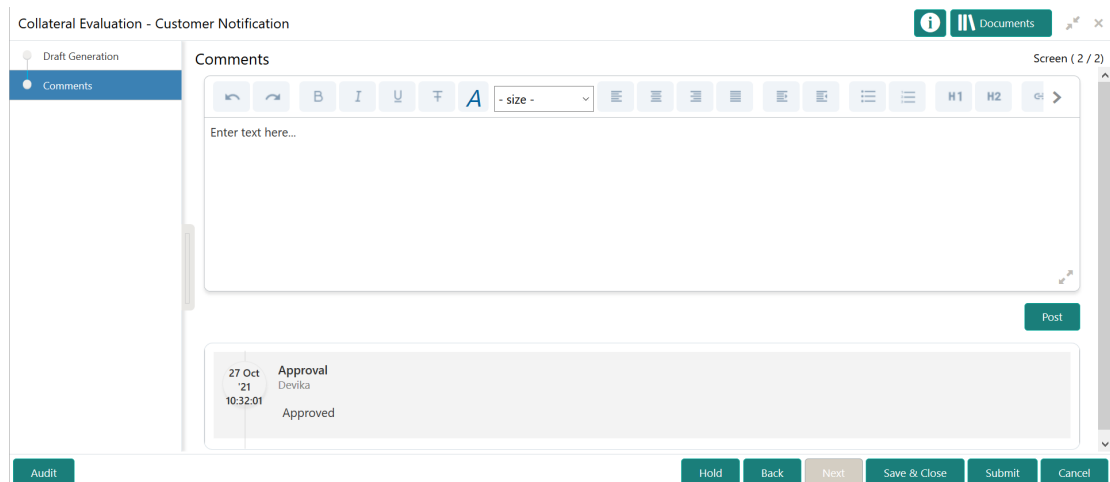 Collateral Evaluation - Customer Notification
Documents
Draft Generation
Comments
Comments
Screen ( 2 / 2)
B I U T A - size - H1 H2
Enter text here...
Post
27 Oct
'21
10:32:01
Approval
Devika
Approved
Audit
Hold Back Next Save & Close Submit Cancel